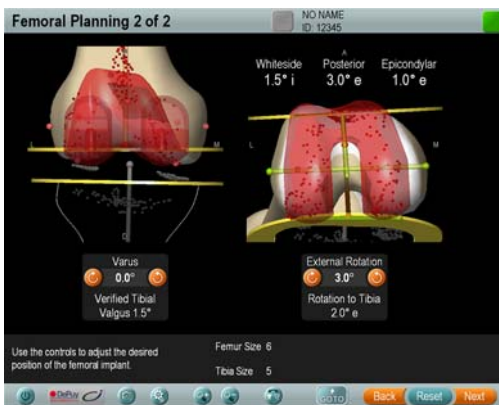 Femoral Planning 2 of 2
NO NAME
ID: 12345
A
Whiteside Posterior Epicondylar
1.5° i 3.0° e 1.0° e
L M
L M
D
Varus
0.0°
Verified Tibial
Valgus 1.5°
External Rotation
3.0°
Rotation to Tibia
2.0° e
Use the controls to adjust the desired
position of the femoral implant.
Femur Size 6
Tibia Size 5
DePuy
GOTO
Back
Reset
Next